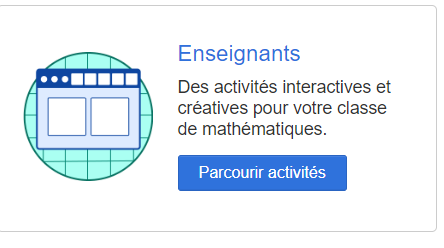 Enseignants
Des activités interactives et
créatives pour votre classe
de mathématiques.
Parcourir activités